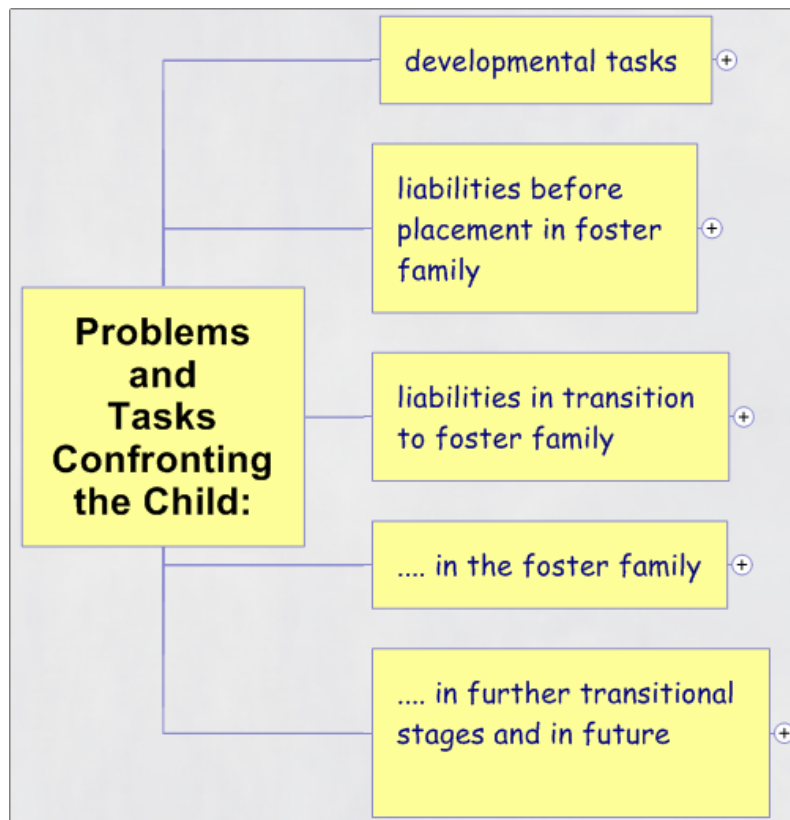 developmental tasks
liabilities before
placement in foster
family
Problems
and
Tasks
Confronting
the Child:
liabilities in transition
to foster family
.... in the foster family
.... in further transitional
stages and in future